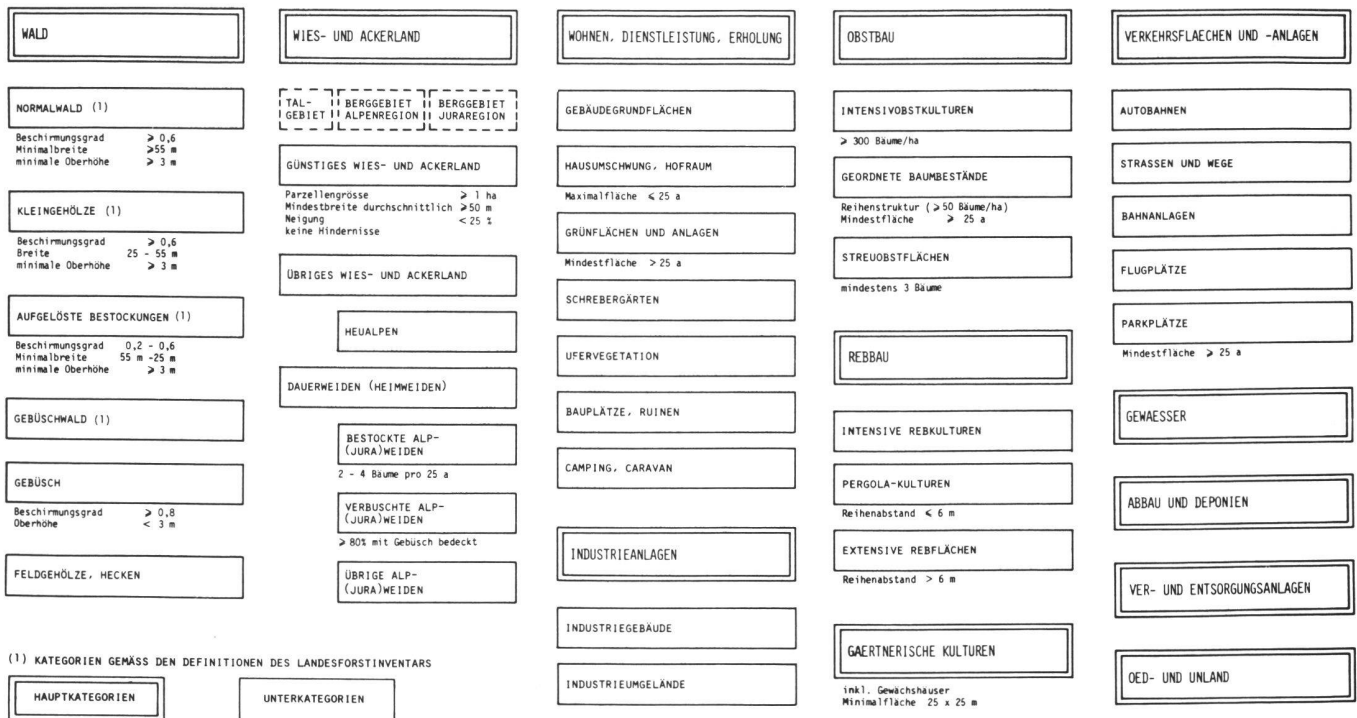 WALD
NORMALWALD (1)
Beschirmungsgrad ⩾ 0,6
Minimalbreite ⩾55 m
minimale Oberhöhe ⩾ 3 m
KLEINGEHÖLZE (1)
Beschirmungsgrad ⩾ 0,6
Breite 25 - 55 m
minimale Oberhöhe ⩾ 3 m
AUFGELÖSTE BESTOCKUNGEN (1)
Beschirmungsgrad 0,2 - 0,6
Minimalbreite 55 m -25 m
minimale Oberhöhe ⩾ 3 m
GEBÜSCHWALD (1)
GEBÜSCH
Beschirmungsgrad ⩾ 0,8
Oberhöhe < 3 m
FELDGEHÖLZE, HECKEN
WIES- UND ACKERLAND
TAL-
GEBIET
BERGGEBIET
ALPENREGION
BERGGEBIET
JURAREGION
GÜNSTIGES WIES- UND ACKERLAND
Parzellengrösse ⩾ 1 ha
Mindestbreite durchschnittlich ⩾50 m
Neigung < 25 %
keine Hindernisse
ÜBRIGES WIES- UND ACKERLAND
HEUALPEN
DAUERWEIDEN (HEIMWEIDEN)
BESTOCKTE ALP-
(JURA)WEIDEN
2 - 4 Bäume pro 25 a
VERBUSCHTE ALP-
(JURA)WEIDEN
⩾ 80% mit Gebüsch bedeckt
ÜBRIGE ALP-
(JURA)WEIDEN
WOHNEN, DIENSTLEISTUNG, ERHOLUNG
GEBÄUDEGRUNDFLÄCHEN
HAUSUMSCHWUNG, HOFRAUM
Maximalfläche ⩽ 25 a
GRÜNFLÄCHEN UND ANLAGEN
Mindestfläche > 25 a
SCHREBERGÄRTEN
UFERVEGETATION
BAUPLÄTZE, RUINEN
CAMPING, CARAVAN
INDUSTRIEANLAGEN
INDUSTRIEGEBÄUDE
INDUSTRIEUMGELÄNDE
OBSTBAU
INTENSIVOBSTKULTUREN
⩾ 300 Bäume/ha
GEORDNETE BAUMBESTÄNDE
Reihenstruktur (⩾50 Bäume/ha)
Mindestfläche ⩾ 25 a
STREUOBSTFLÄCHEN
mindestens 3 Bäume
REBBAU
INTENSIVE REBKULTUREN
PERGOLA-KULTUREN
Reihenabstand ⩽ 6 m
EXTENSIVE REBFLÄCHEN
Reihenabstand > 6 m
GAERTNERISCHE KULTUREN
inkl. Gewächshäuser
Minimalfläche 25 x 25 m
VERKEHRSFLAECHEN UND -ANLAGEN
AUTOBAHNEN
STRASSEN UND WEGE
BAHNANLAGEN
FLUGPLÄTZE
PARKPLÄTZE
Mindestfläche ⩾ 25 a
GEWAESSER
ABBAU UND DEPONIEN
VER- UND ENTSORGUNGSANLAGEN
OED- UND UNLAND
(1) KATEGORIEN GEMÄSS DEN DEFINITIONEN DES LANDESFORSTINVENTARS
HAUPTKATEGORIEN
UNTERKATEGORIEN